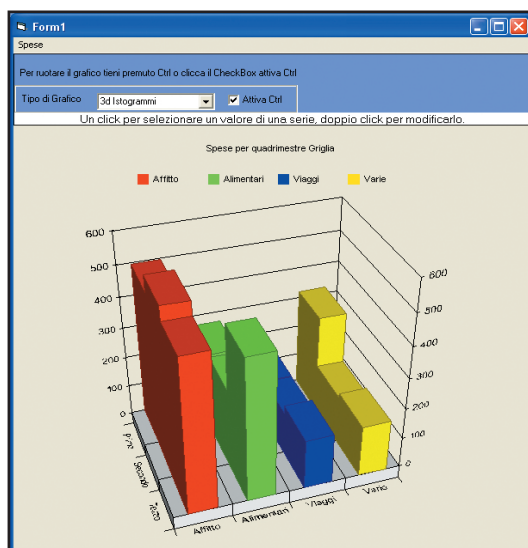 Form1
Spese
Per ruotare il grafico tieni premuto Ctrl o clicca il CheckBox attiva Ctrl
Tipo di Grafico
3d Istogrammi
Attiva Ctrl
Un click per selezionare un valore di una serie, doppio click per modificarlo.
Spese per quadrimestre Griglia
Affitto
Alimentari
Viaggi
Varie
600
500
400
300
200
100
0
600
500
400
300
200
100
0
Primo
Secondo
Terzo
Affitto
Alimentari
Viaggi
Varie